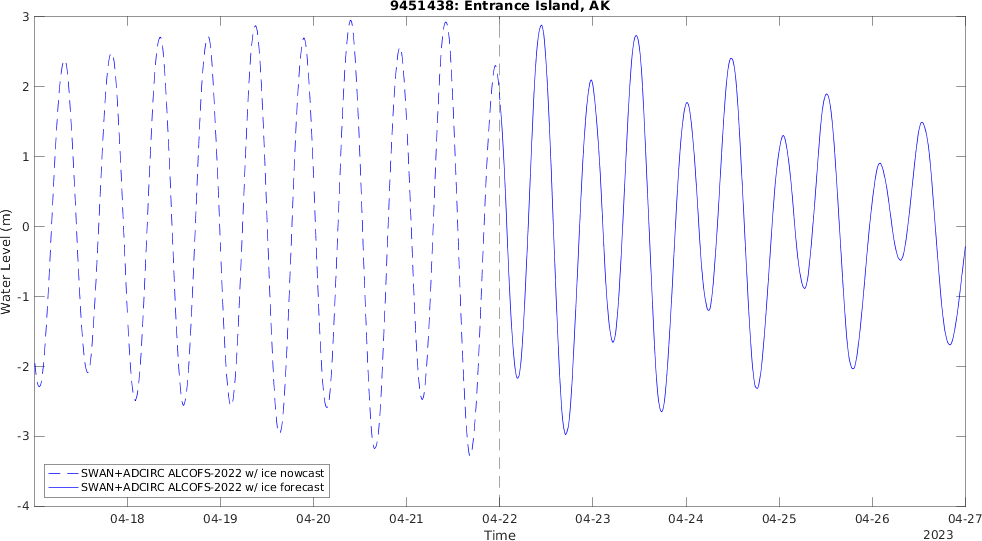 9451438: Entrance Island, AK
3
2
1
0
-1
-2
-3
-4
Water Level (m)
SWAN+ADCIRC ALCOFS-2022 w/ ice nowcast
SWAN+ADCIRC ALCOFS-2022 w/ ice forecast
04-18 04-19 04-20 04-21 04-22 04-23 04-24 04-25 04-26 04-27
Time
2023